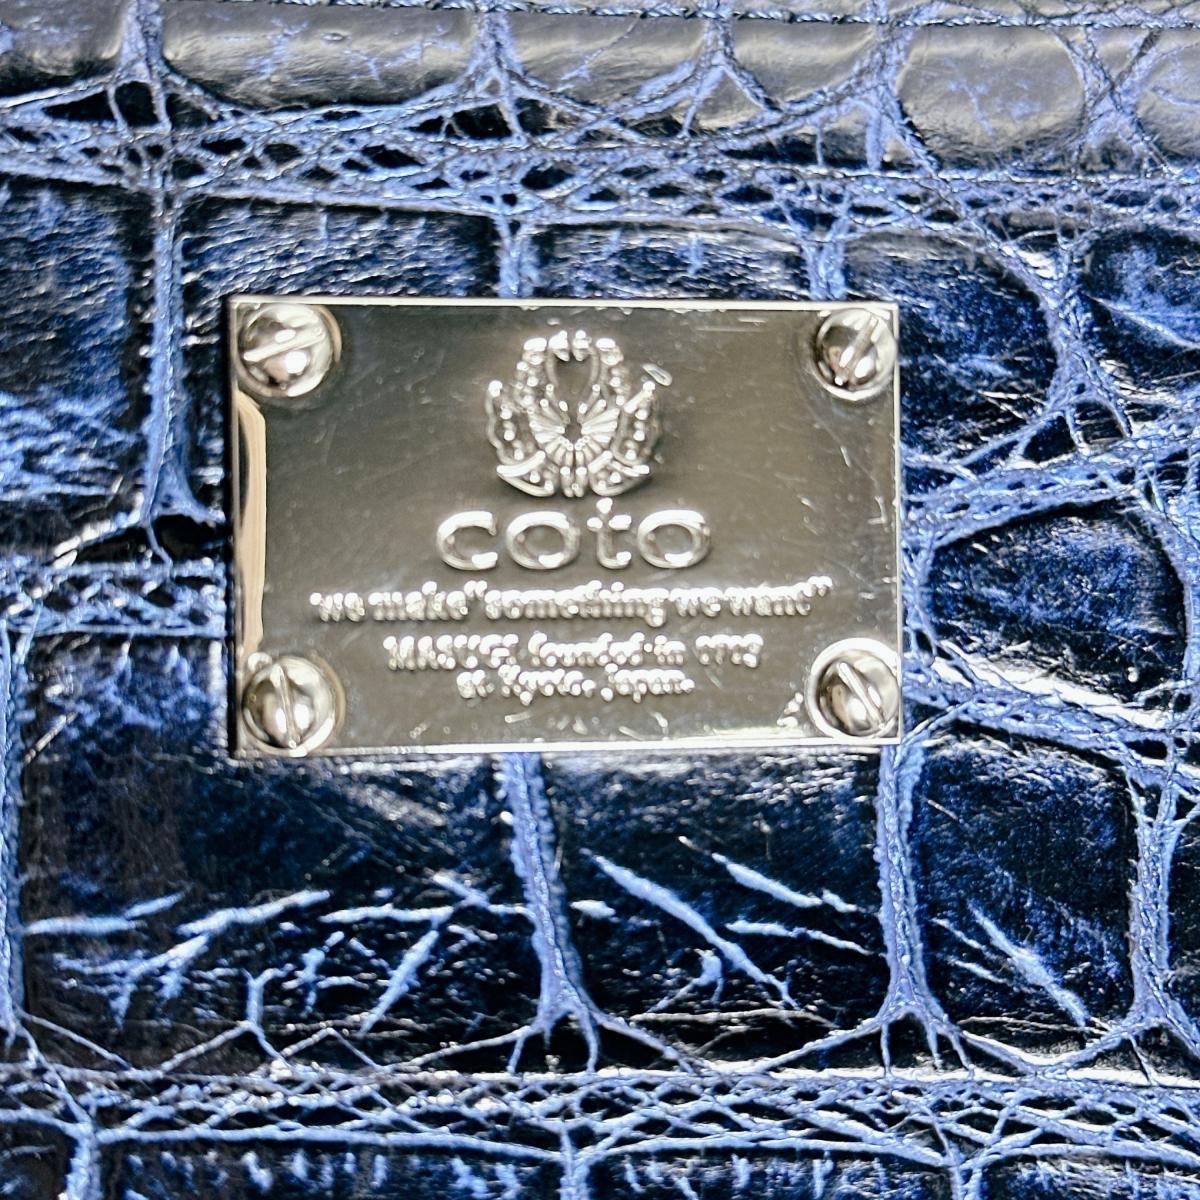 coto
"we make "something we want"
founded in
at Kyoto, Japan.